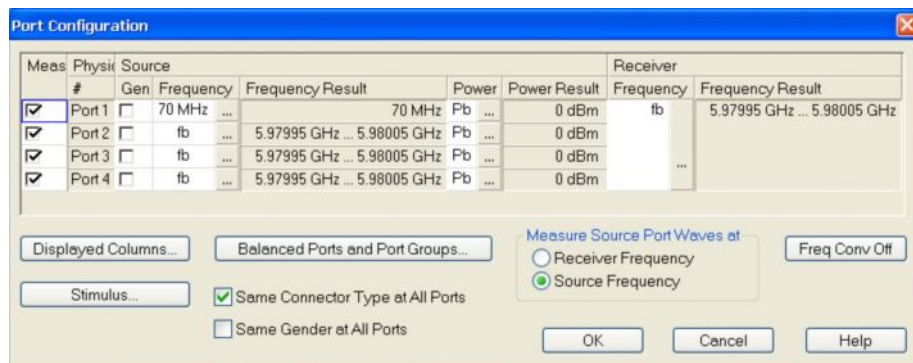 Port Configuration
Meas Physic Source Receiver
# Gen Frequency Frequency Result Power Power Result Frequency Frequency Result
Port 1 70 MHz ... 70 MHz Pb ... 0 dBm fb 5.97995 GHz ... 5.98005 GHz
Port 2 fb ... 5.97995 GHz ... 5.98005 GHz Pb ... 0 dBm
Port 3 fb ... 5.97995 GHz ... 5.98005 GHz Pb ... 0 dBm ...
Port 4 fb ... 5.97995 GHz ... 5.98005 GHz Pb ... 0 dBm
Measure Source Port Waves at
Displayed Columns... Balanced Ports and Port Groups... Receiver Frequency Freq Conv Off
Source Frequency
Stimulus... Same Connector Type at All Ports
Same Gender at All Ports
OK Cancel Help